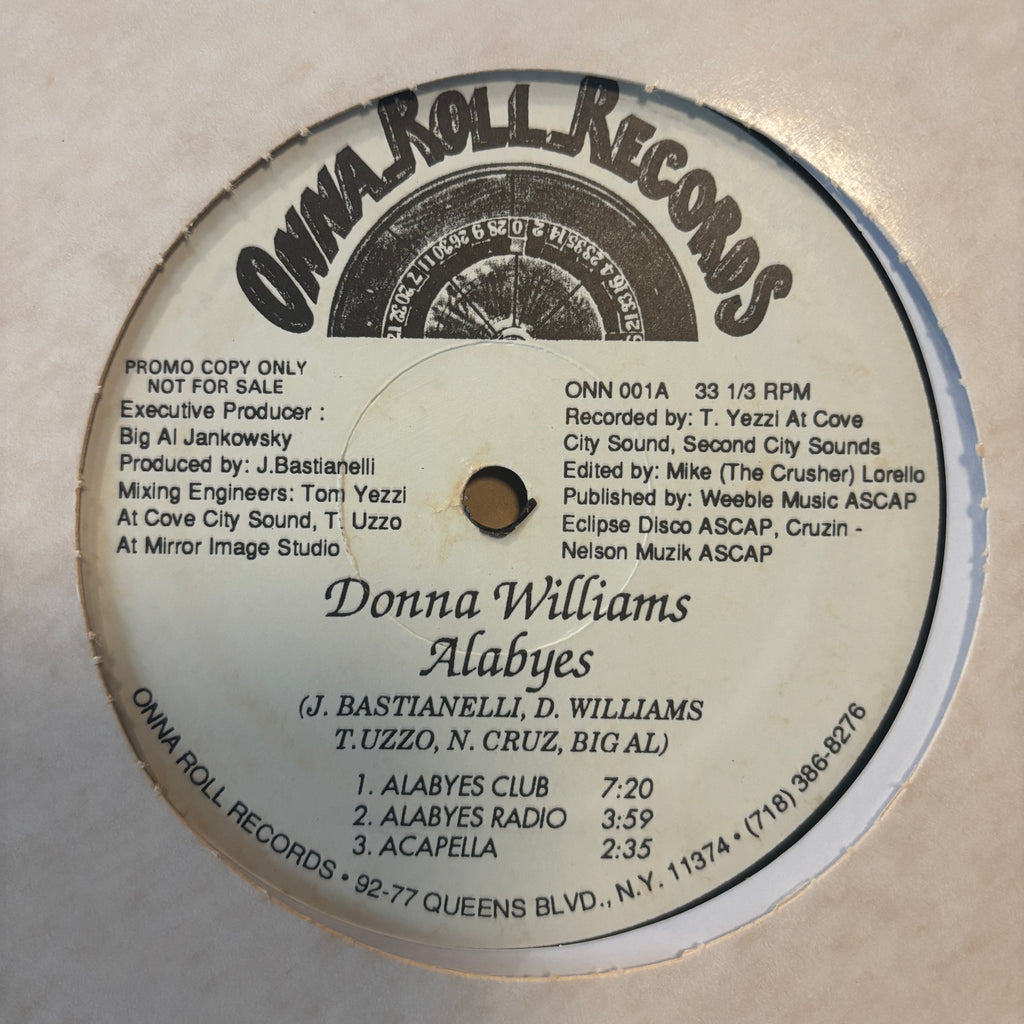 ONNA ROLL RECORDS
PROMO COPY ONLY
NOT FOR SALE
Executive Producer :
Big Al Jankowsky
Produced by: J.Bastianelli
Mixing Engineers: Tom Yezzi
At Cove City Sound, T. Uzzo
At Mirror Image Studio
ONN 001A 33 1/3 RPM
Recorded by: T. Yezzi At Cove
City Sound, Second City Sounds
Edited by: Mike (The Crusher) Lorello
Published by: Weeble Music ASCAP
Eclipse Disco ASCAP, Cruzin -
Nelson Muzik ASCAP
Donna Williams
Alabyes
(J. BASTIANELLI, D. WILLIAMS
T.UZZO, N. CRUZ, BIG AL)
1. ALABYES CLUB 7:20
2. ALABYES RADIO 3:59
3. ACAPELLA 2:35
ONNA ROLL RECORDS • 92-77 QUEENS BLVD., N.Y. 11374 • (718) 386-8276